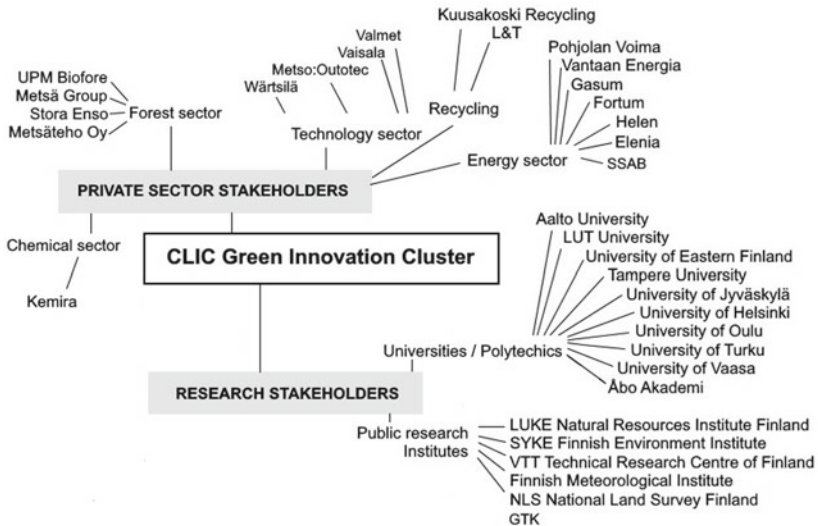 Kuusakoski Recycling
L&T
Valmet
Vaisala
Metso:Outotec
Wärtsilä
Pohjolan Voima
Vantaan Energia
Gasum
Fortum
Helen
Elenia
SSAB
UPM Biofore
Metsä Group
Stora Enso
Metsäteho Oy
Forest sector
Technology sector
Recycling
Energy sector
PRIVATE SECTOR STAKEHOLDERS
Chemical sector
Kemira
CLIC Green Innovation Cluster
Aalto University
LUT University
University of Eastern Finland
Tampere University
University of Jyväskylä
University of Helsinki
University of Oulu
University of Turku
University of Vaasa
Åbo Akademi
Universities / Polytechics
RESEARCH STAKEHOLDERS
Public research
Institutes
LUKE Natural Resources Institute Finland
SYKE Finnish Environment Institute
VTT Technical Research Centre of Finland
Finnish Meteorological Institute
NLS National Land Survey Finland
GTK